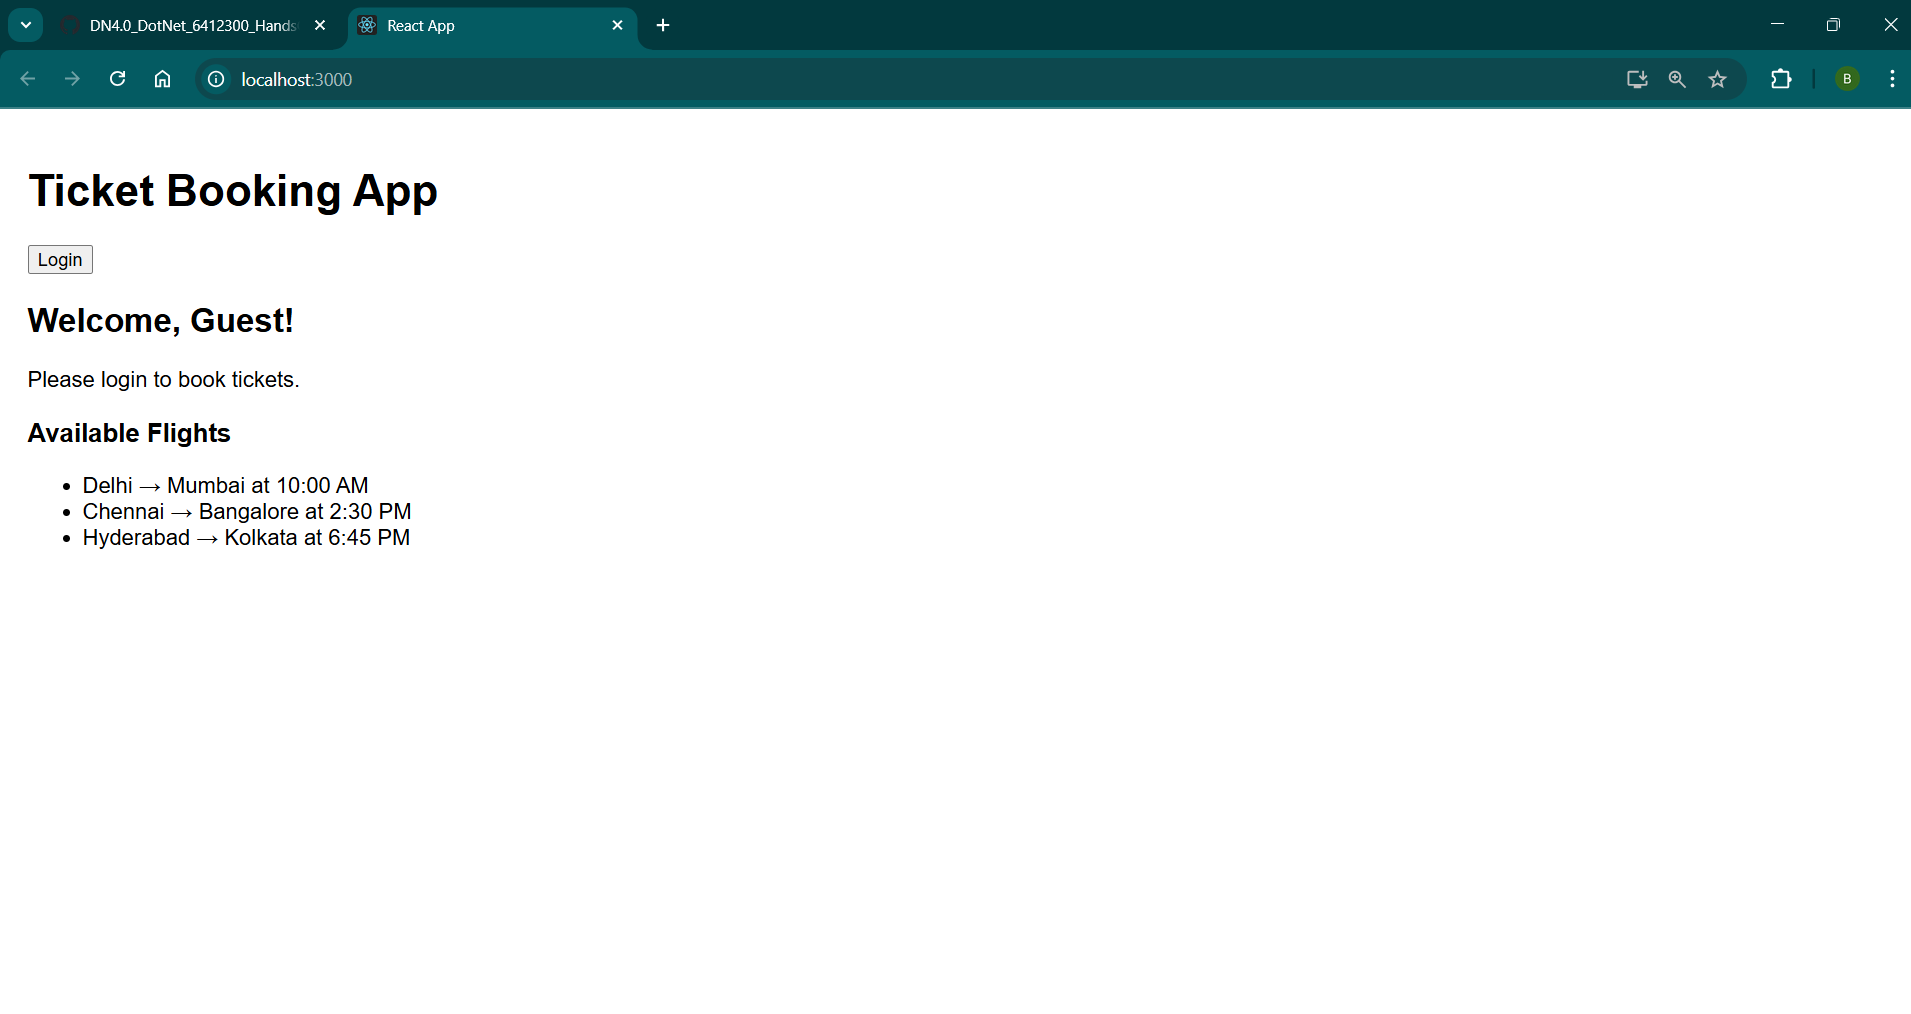 DN4.0_DotNet_6412300_Hands
React App
localhost:3000
B
Ticket Booking App
Login
Welcome, Guest!
Please login to book tickets.
Available Flights
• Delhi → Mumbai at 10:00 AM
• Chennai → Bangalore at 2:30 PM
• Hyderabad → Kolkata at 6:45 PM